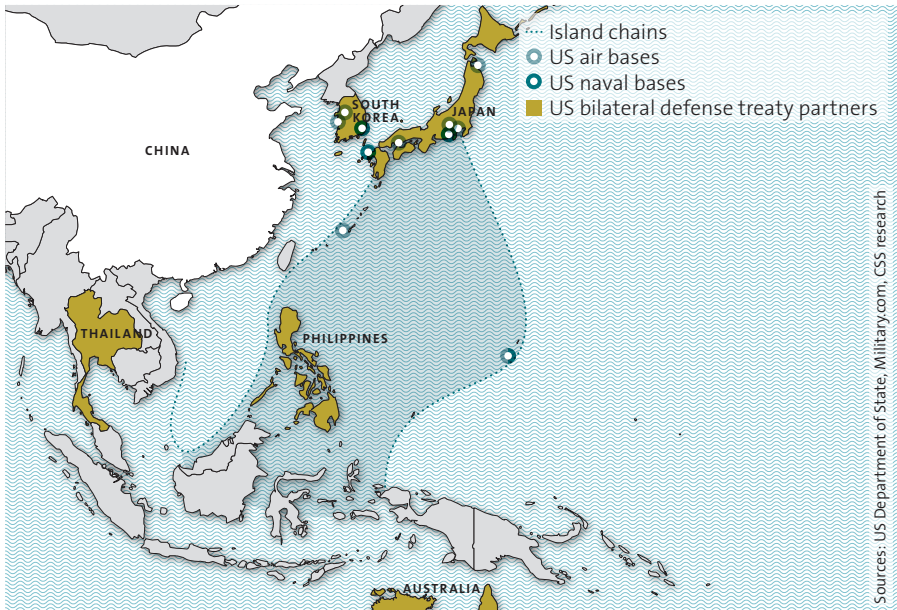 Island chains
US air bases
US naval bases
US bilateral defense treaty partners
SOUTH
KOREA
JAPAN
CHINA
THAILAND
PHILIPPINES
AUSTRALIA
Sources: US Department of State, Military.com, CSS research